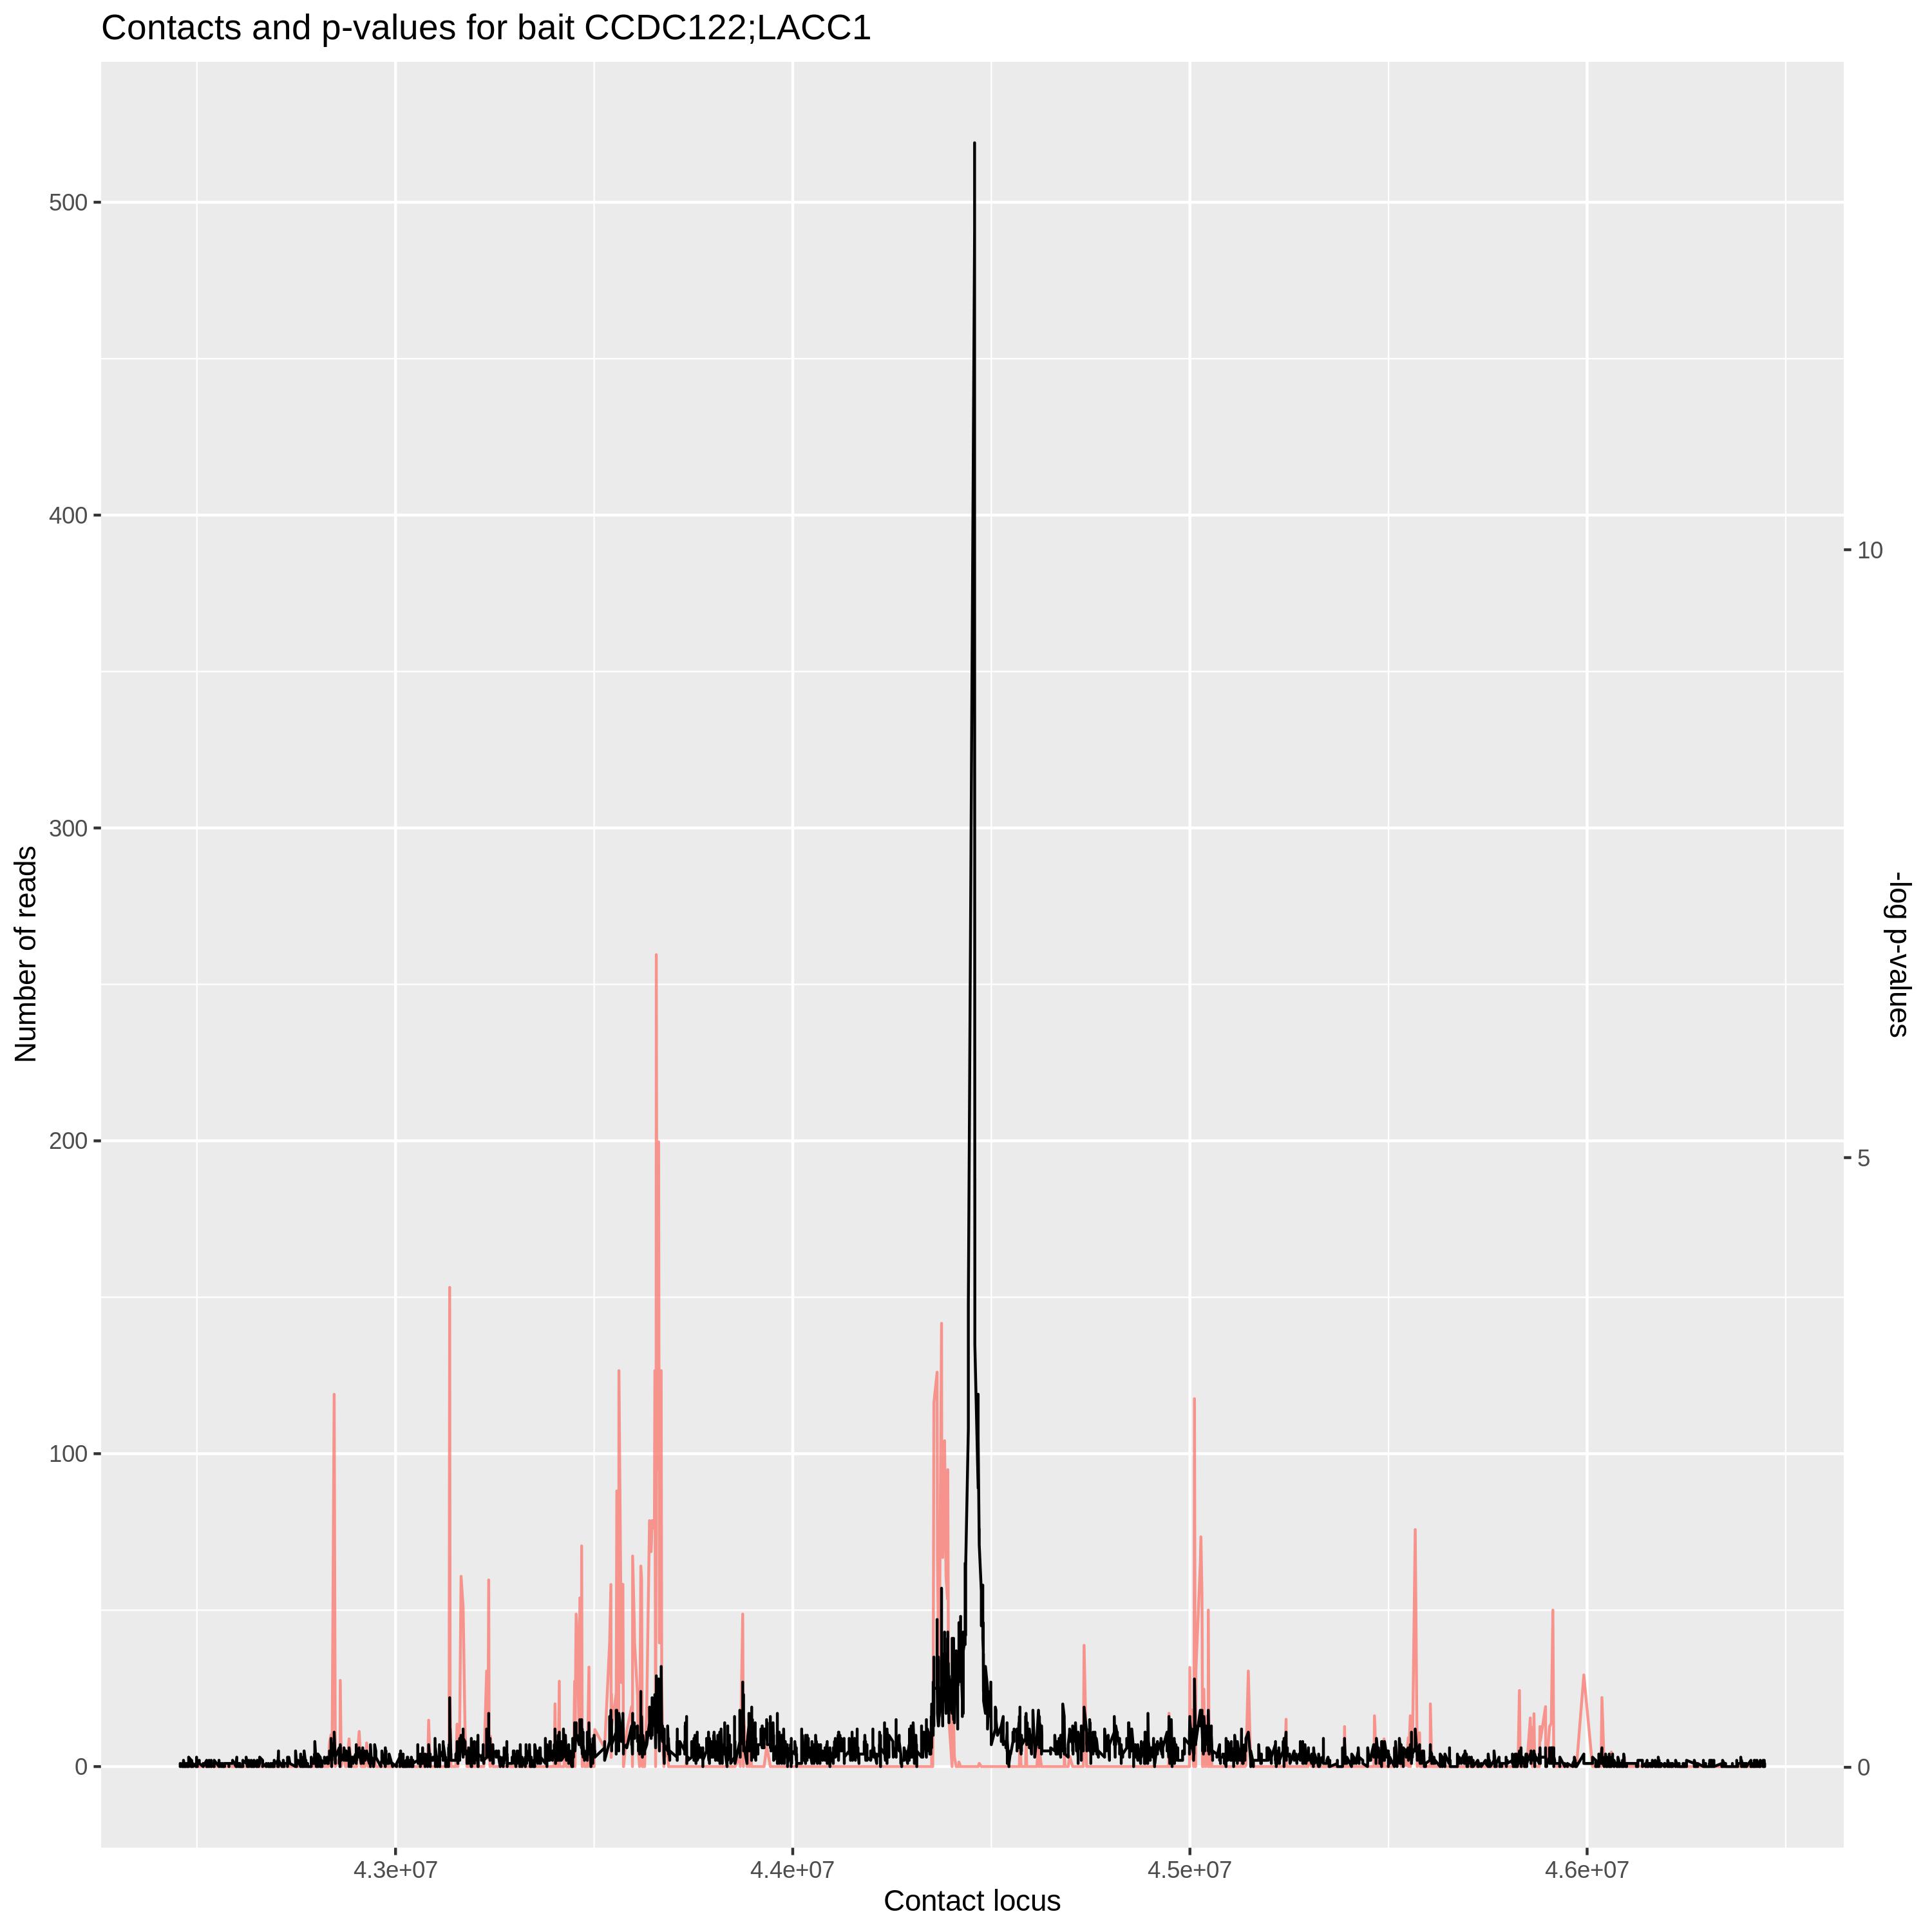 Contacts and p-values for bait CCDC122;LACC1
500
400
300
200
100
0
Number of reads
10
5
0
-log p-values
4.3e+07
4.4e+07
4.5e+07
4.6e+07
Contact locus